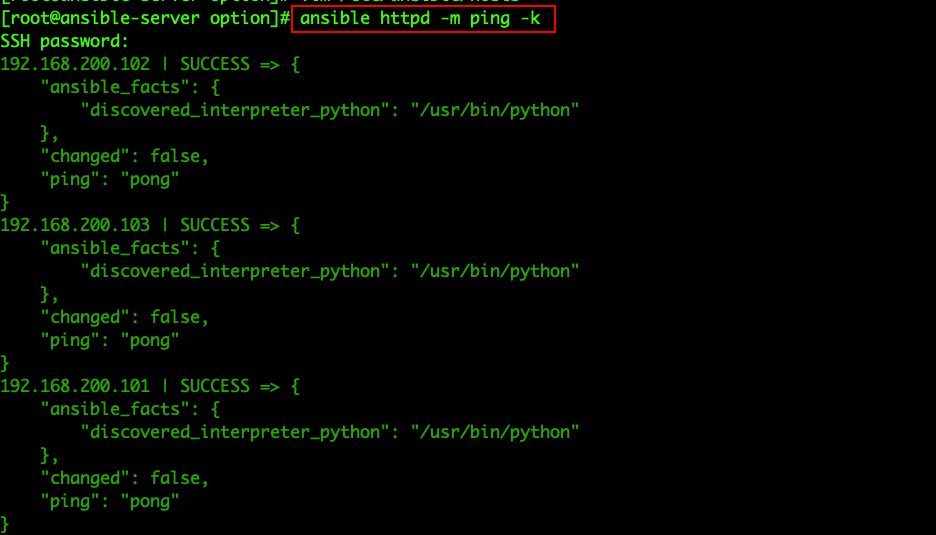 [root@ansible-server option]# ansible httpd -m ping -k
SSH password:
192.168.200.102 | SUCCESS => {
    "ansible_facts": {
        "discovered_interpreter_python": "/usr/bin/python"
    },
    "changed": false,
    "ping": "pong"
}
192.168.200.103 | SUCCESS => {
    "ansible_facts": {
        "discovered_interpreter_python": "/usr/bin/python"
    },
    "changed": false,
    "ping": "pong"
}
192.168.200.101 | SUCCESS => {
    "ansible_facts": {
        "discovered_interpreter_python": "/usr/bin/python"
    },
    "changed": false,
    "ping": "pong"
}